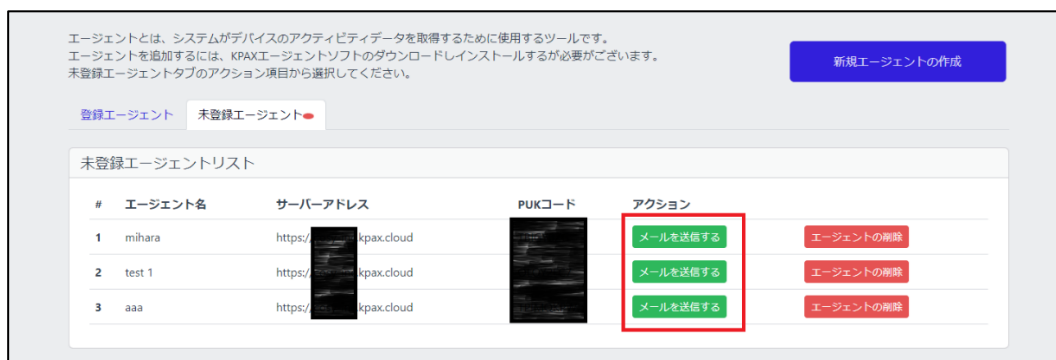 エージェントとは、システムがデバイスのアクティビティデータを取得するために使用するツールです。
エージェントを追加するには、KPAXエージェントソフトのダウンロードしインストールするが必要がございます。
未登録エージェントタブのアクション項目から選択してください。
新規エージェントの作成
登録エージェント 未登録エージェント
未登録エージェントリスト
# エージェント名 サーバーアドレス PUKコード アクション
1 mihara https:/ kpax.cloud メールを送信する エージェントの削除
2 test 1 https:/ kpax.cloud メールを送信する エージェントの削除
3 aaa https:/ kpax.cloud メールを送信する エージェントの削除